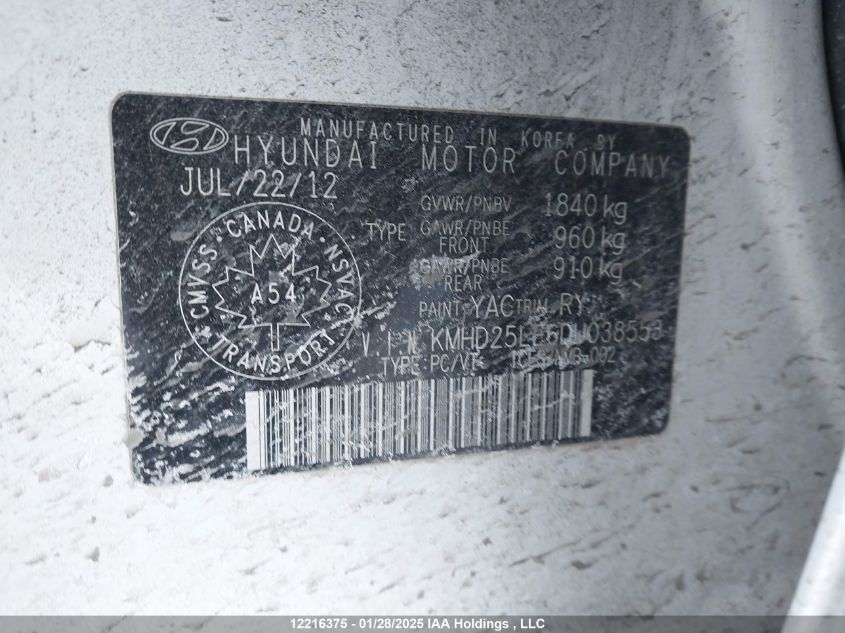 MANUFACTURED IN KOREA BY
HYUNDAI MOTOR COMPANY
JUL/22/12
GVWR/PNBV 1840 kg
TYPE GAWR/PNBE FRONT 960 kg
GAWR/PNBE REAR 910 kg
CMVSS · CANADA · NSVAC
A54
TRANSPORT
PAINT YAC TRIM RY
V.I.N
TYPE:PC/VT
12216375 - 01/28/2025 IAA Holdings , LLC